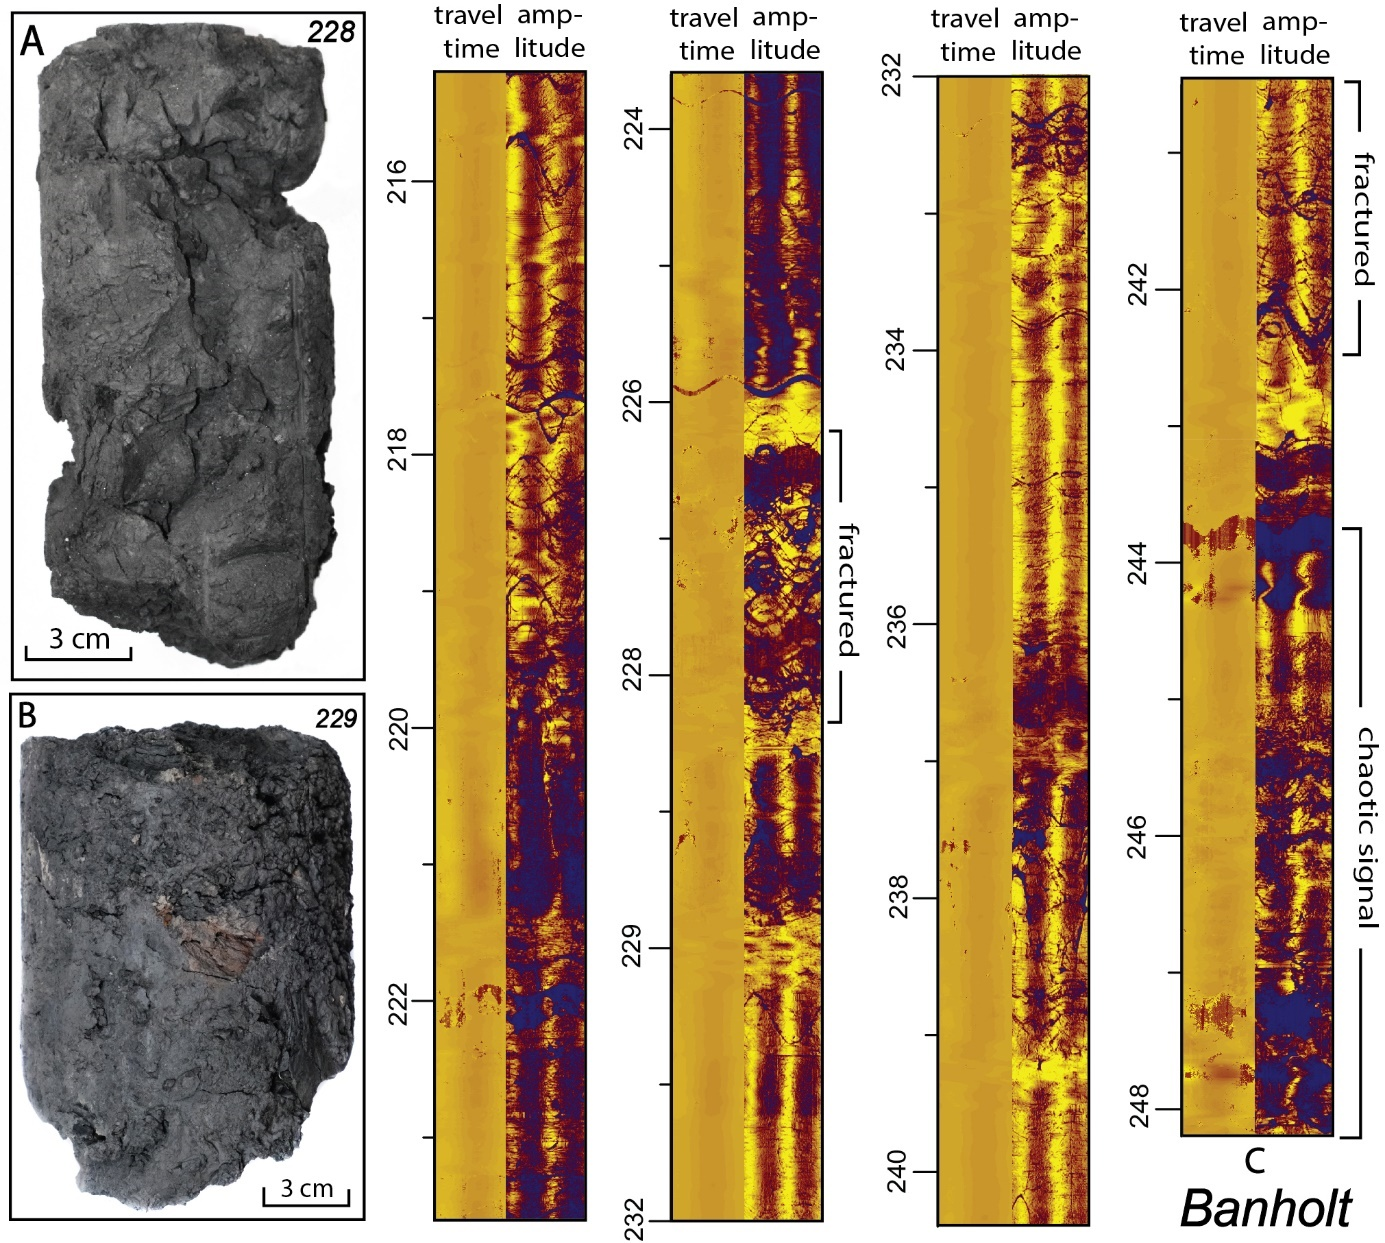 A
228
3 cm
B
229
3 cm
travel amp-
time litude
216
218
220
222
travel amp-
time litude
224
226
228
229
232
fractured
travel amp-
time litude
232
234
236
238
240
travel amp-
time litude
242
244
246
248
fractured
chaotic signal
C
Banholt